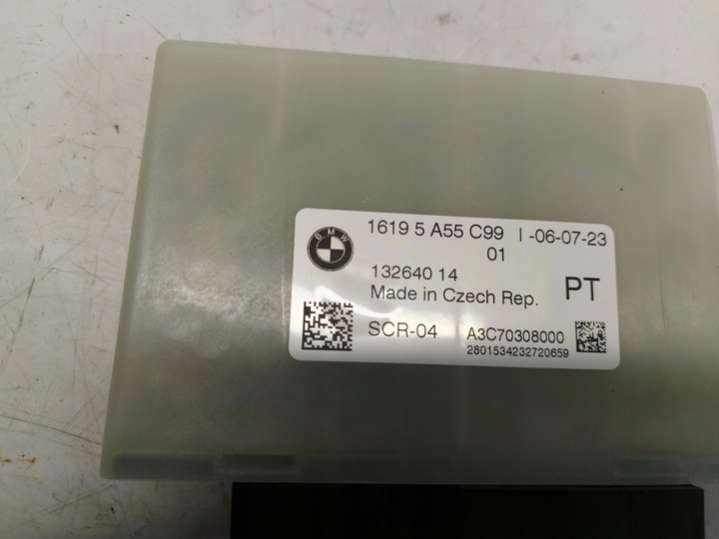 BMW
1619 5 A55 C99 I -06-07-23
01
132640 14
Made in Czech Rep. PT
SCR-04 A3C70308000
2801534232720659